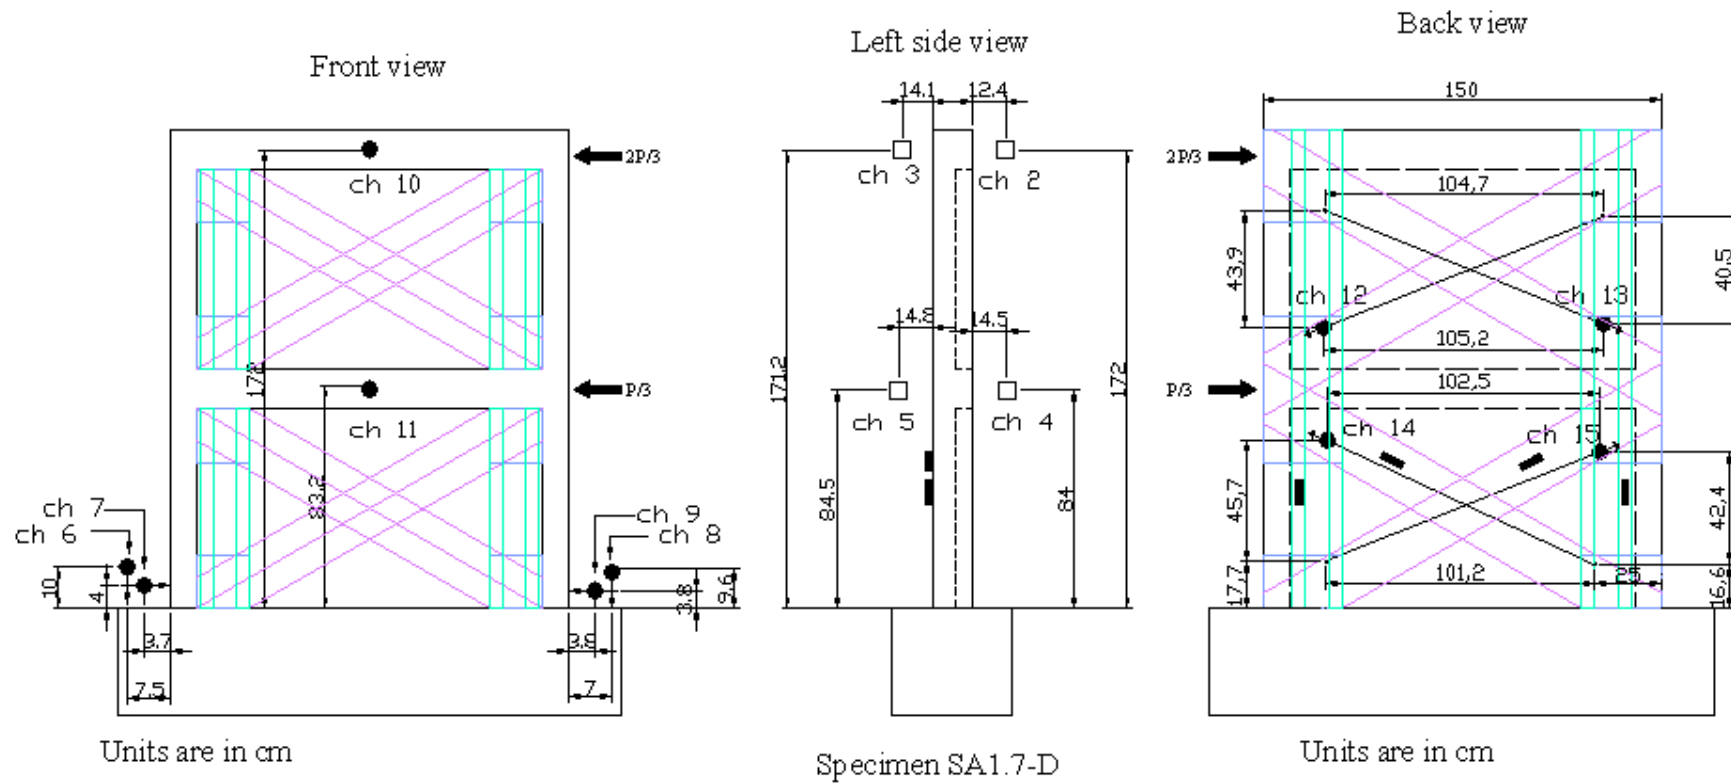 Front view
Left side view
Back view
2P/3
ch 10
P/3
ch 11
83,2
ch 7
ch 6
ch 9
ch 8
10
4
3.7
7.5
3.8
9.6
3.8
7
Units are in cm
14.1
12.4
ch 3
ch 2
14.8
14.5
171.2
172
ch 5
ch 4
84.5
84
Specimen SA1.7-D
150
2P/3
104,7
43,9
40,5
ch 12
ch 13
105,2
P/3
102,5
ch 14
ch 15
45,7
42,4
101,2
25
17,7
16,6
Units are in cm